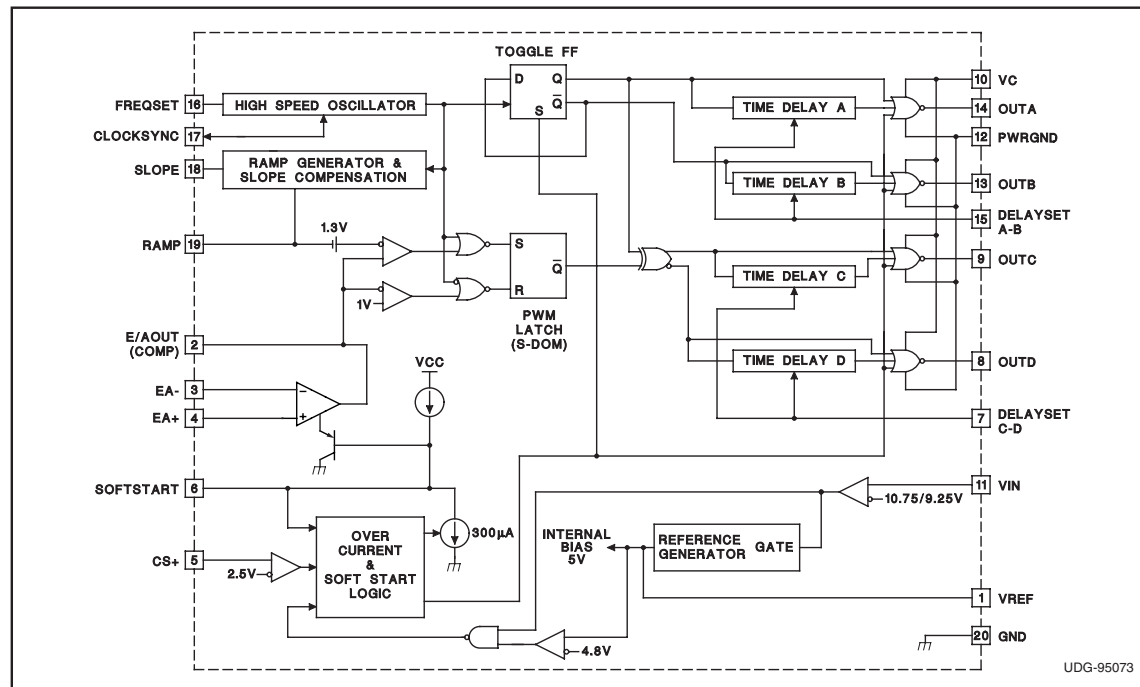 TOGGLE FF
D
Q
Q
S
FREQSET
16
HIGH SPEED OSCILLATOR
CLOCKSYNC
17
SLOPE
18
RAMP GENERATOR &
SLOPE COMPENSATION
RAMP
19
1.3V
1V
S
R
Q
PWM
LATCH
(S-DOM)
E/AOUT
(COMP)
2
EA-
3
−
EA+
4
+
VCC
SOFTSTART
6
CS+
5
2.5V
OVER
CURRENT
&
SOFT START
LOGIC
300µA
INTERNAL
BIAS
5V
REFERENCE
GENERATOR
GATE
4.8V
10.75/9.25V
TIME DELAY A
TIME DELAY B
TIME DELAY C
TIME DELAY D
10
VC
14
OUTA
12
PWRGND
13
OUTB
15
DELAYSET
A-B
9
OUTC
8
OUTD
7
DELAYSET
C-D
11
VIN
1
VREF
20
GND
UDG-95073